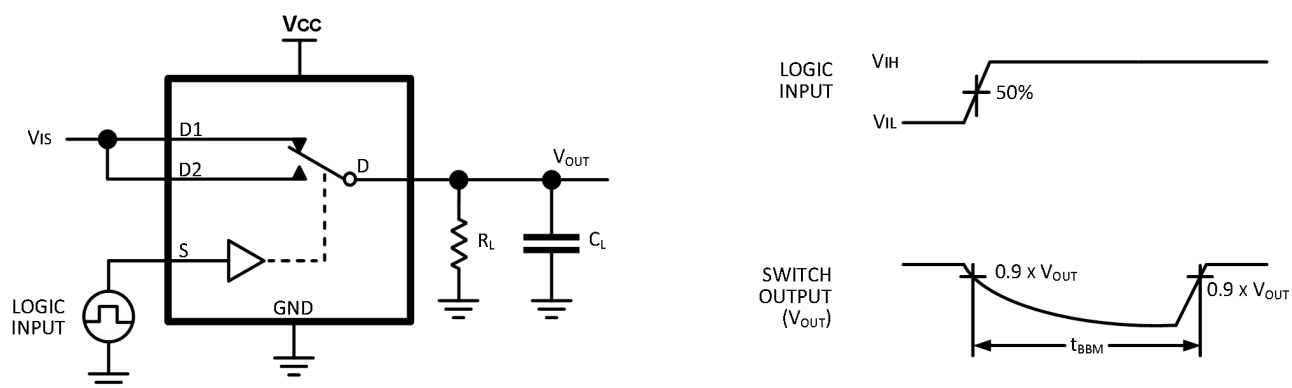 VCC
VIS
D1
D2
D
VOUT
S
RL
CL
LOGIC
INPUT
GND
LOGIC
INPUT
VIH
50%
VIL
SWITCH
OUTPUT
(VOUT)
0.9 x VOUT
0.9 x VOUT
tBBM